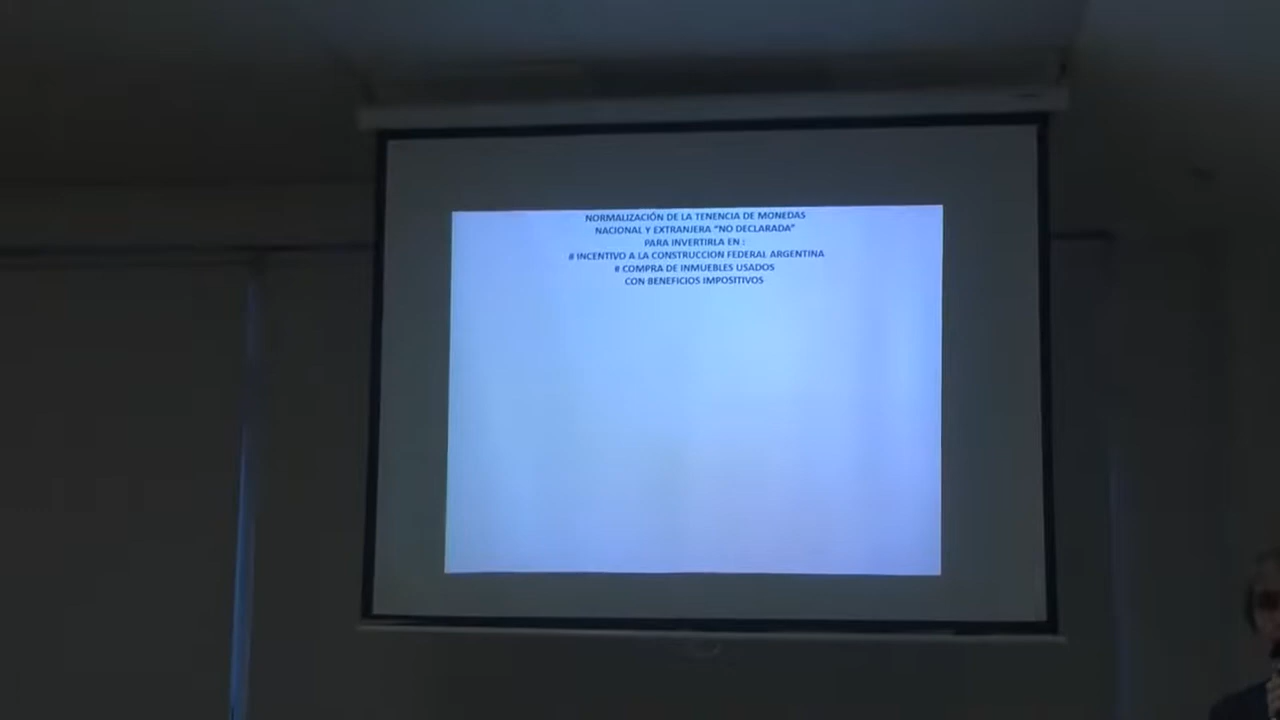 NORMALIZACIÓN DE LA TENENCIA DE MONEDAS
NACIONAL Y EXTRANJERA "NO DECLARADA"
PARA INVERTIRLA EN :
# INCENTIVO A LA CONSTRUCCION FEDERAL ARGENTINA
# COMPRA DE INMUEBLES USADOS
CON BENEFICIOS IMPOSITIVOS